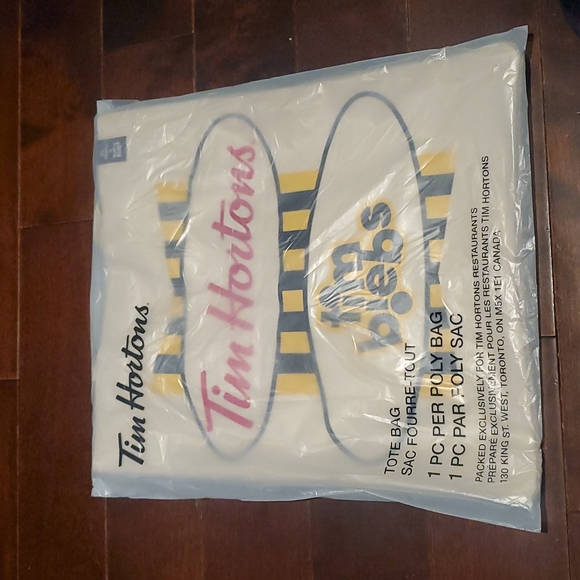 Tim Hortons
Tim Hortons
Tim
biebs
TOTE BAG
SAC FOURRE-TOUT
1 PC PER POLY BAG
1 PC PAR POLY SAC
PACKED EXCLUSIVELY FOR TIM HORTONS RESTAURANTS
PRÉPARÉ EXCLUSIVEMENT POUR LES RESTAURANTS TIM HORTONS
130 KING ST. WEST, TORONTO, ON M5X 1E1 CANADA